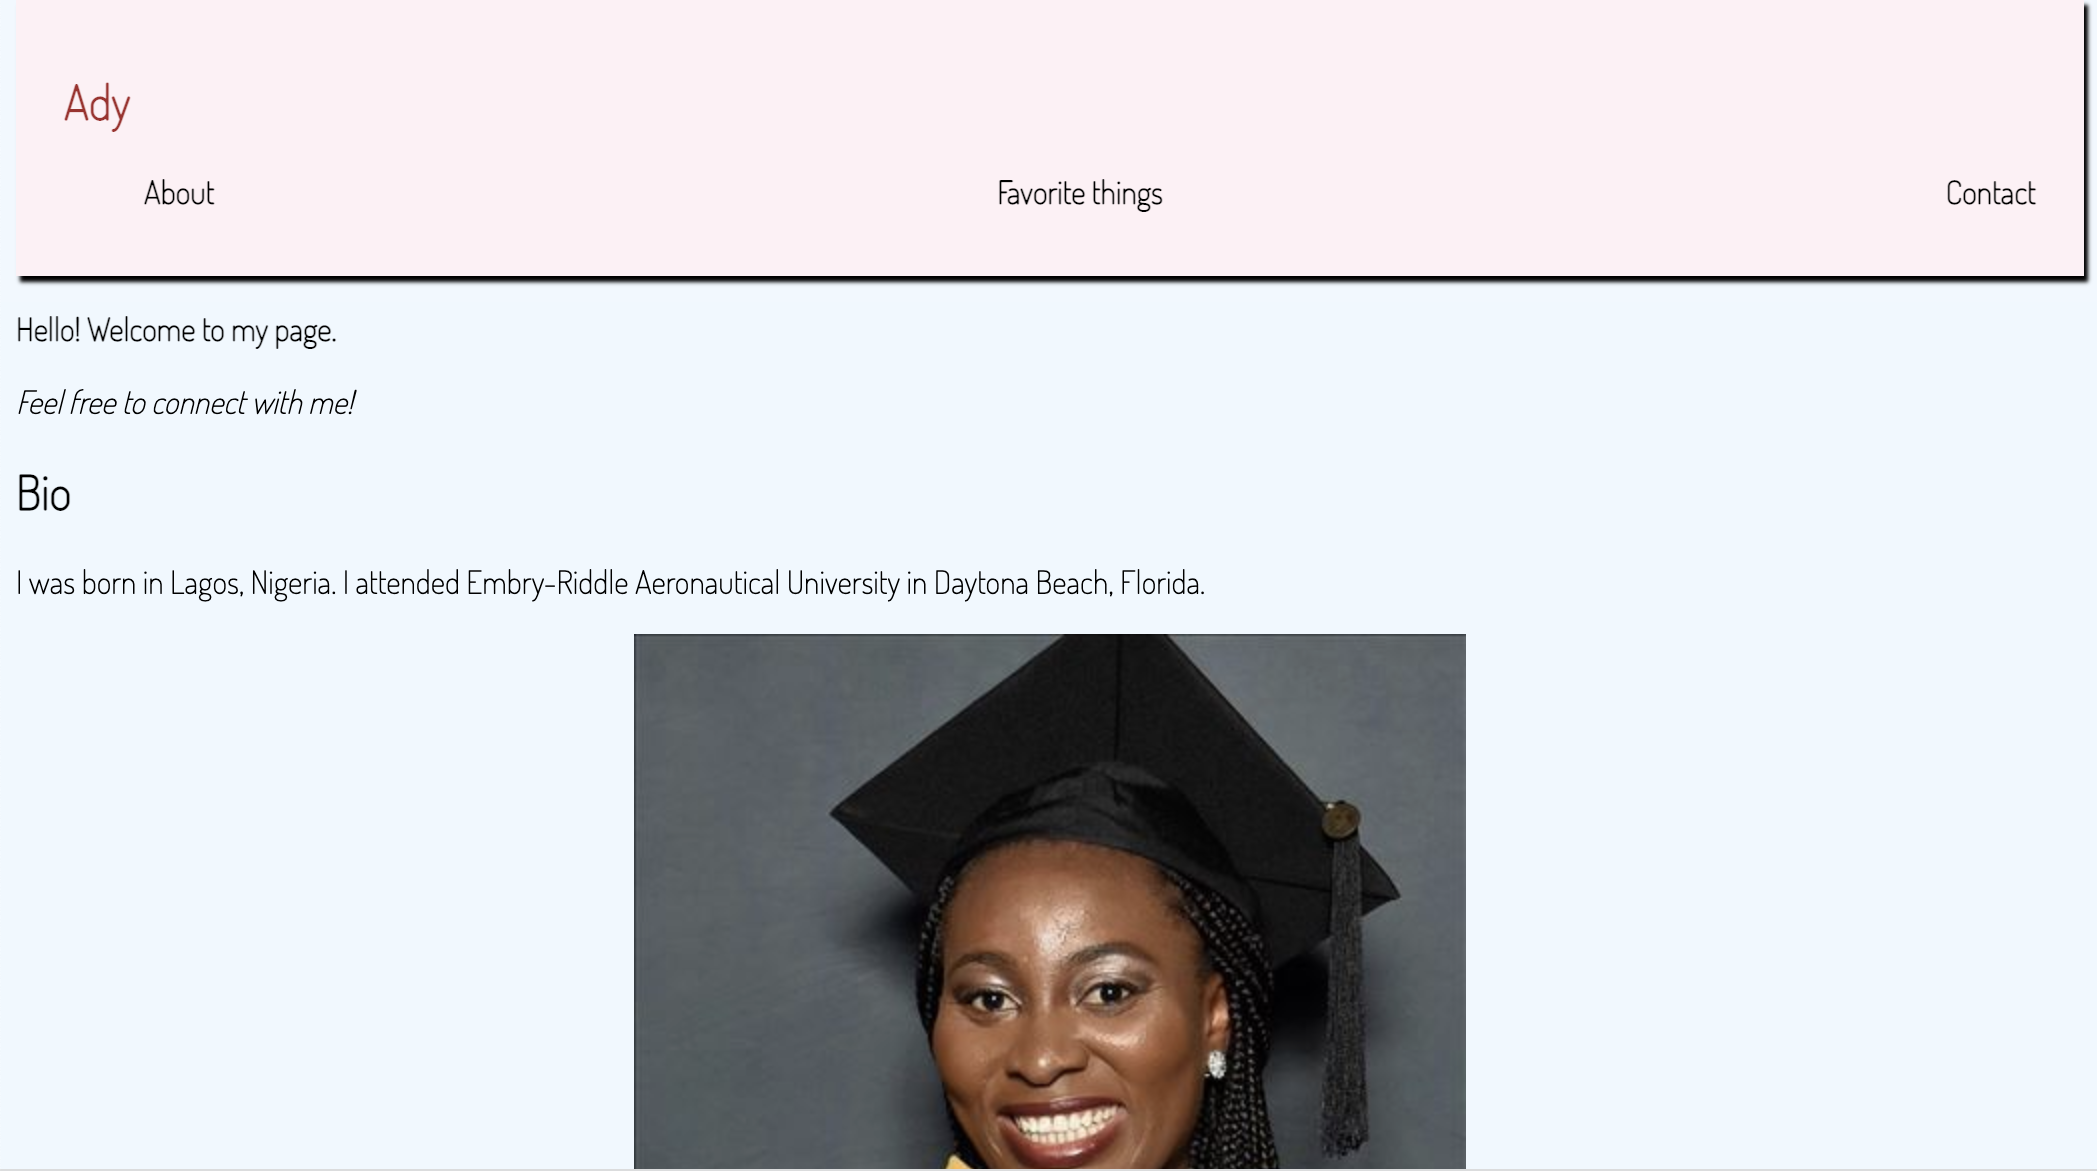 Ady
About Favorite things Contact
Hello! Welcome to my page.
Feel free to connect with me!
Bio
I was born in Lagos, Nigeria. I attended Embry-Riddle Aeronautical University in Daytona Beach, Florida.